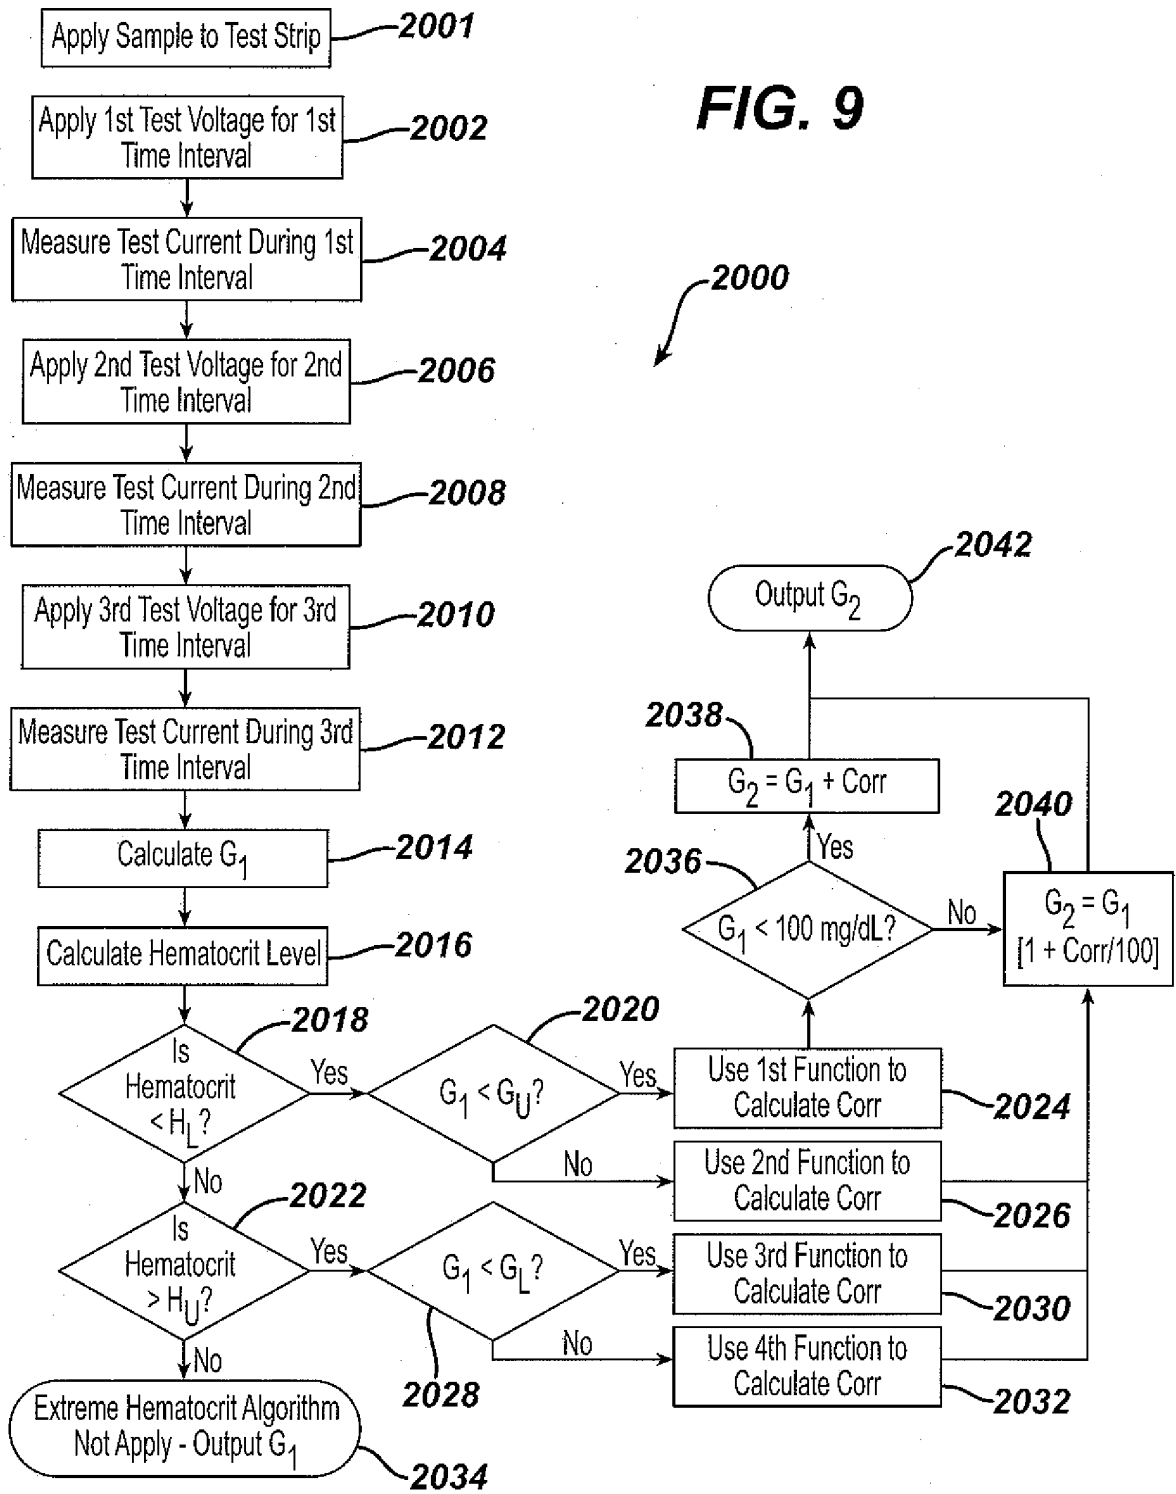 FIG. 9
2000
Apply Sample to Test Strip
2001
Apply 1st Test Voltage for 1st
Time Interval
2002
Measure Test Current During 1st
Time Interval
2004
Apply 2nd Test Voltage for 2nd
Time Interval
2006
Measure Test Current During 2nd
Time Interval
2008
Apply 3rd Test Voltage for 3rd
Time Interval
2010
Measure Test Current During 3rd
Time Interval
2012
Calculate G1
2014
Calculate Hematocrit Level
2016
Is
Hematocrit
< HL?
2018
Yes
No
G1 < GU?
2020
Yes
No
Use 1st Function to
Calculate Corr
2024
Use 2nd Function to
Calculate Corr
2026
Is
Hematocrit
> HU?
2022
Yes
No
G1 < GL?
2028
Yes
No
Use 3rd Function to
Calculate Corr
2030
Use 4th Function to
Calculate Corr
2032
Extreme Hematocrit Algorithm
Not Apply - Output G1
2034
G1 < 100 mg/dL?
2036
Yes
No
G2 = G1 + Corr
2038
G2 = G1
[1 + Corr/100]
2040
Output G2
2042